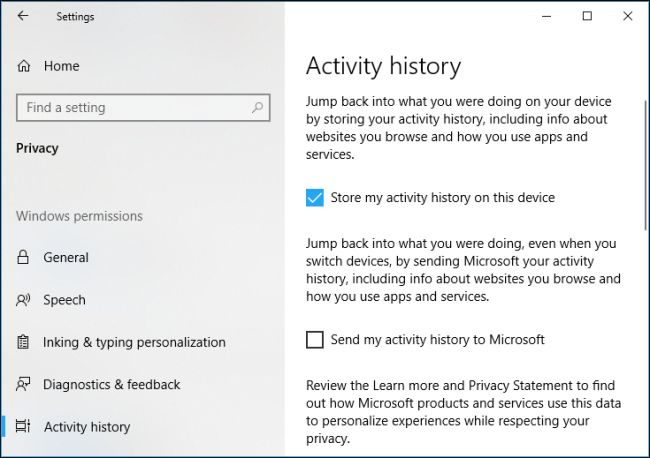 Settings
Home
Find a setting
Privacy
Windows permissions
General
Speech
Inking & typing personalization
Diagnostics & feedback
Activity history
Activity history
Jump back into what you were doing on your device
by storing your activity history, including info about
websites you browse and how you use apps and
services.
Store my activity history on this device
Jump back into what you were doing, even when you
switch devices, by sending Microsoft your activity
history, including info about websites you browse and
how you use apps and services.
Send my activity history to Microsoft
Review the Learn more and Privacy Statement to find
out how Microsoft products and services use this data
to personalize experiences while respecting your
privacy.